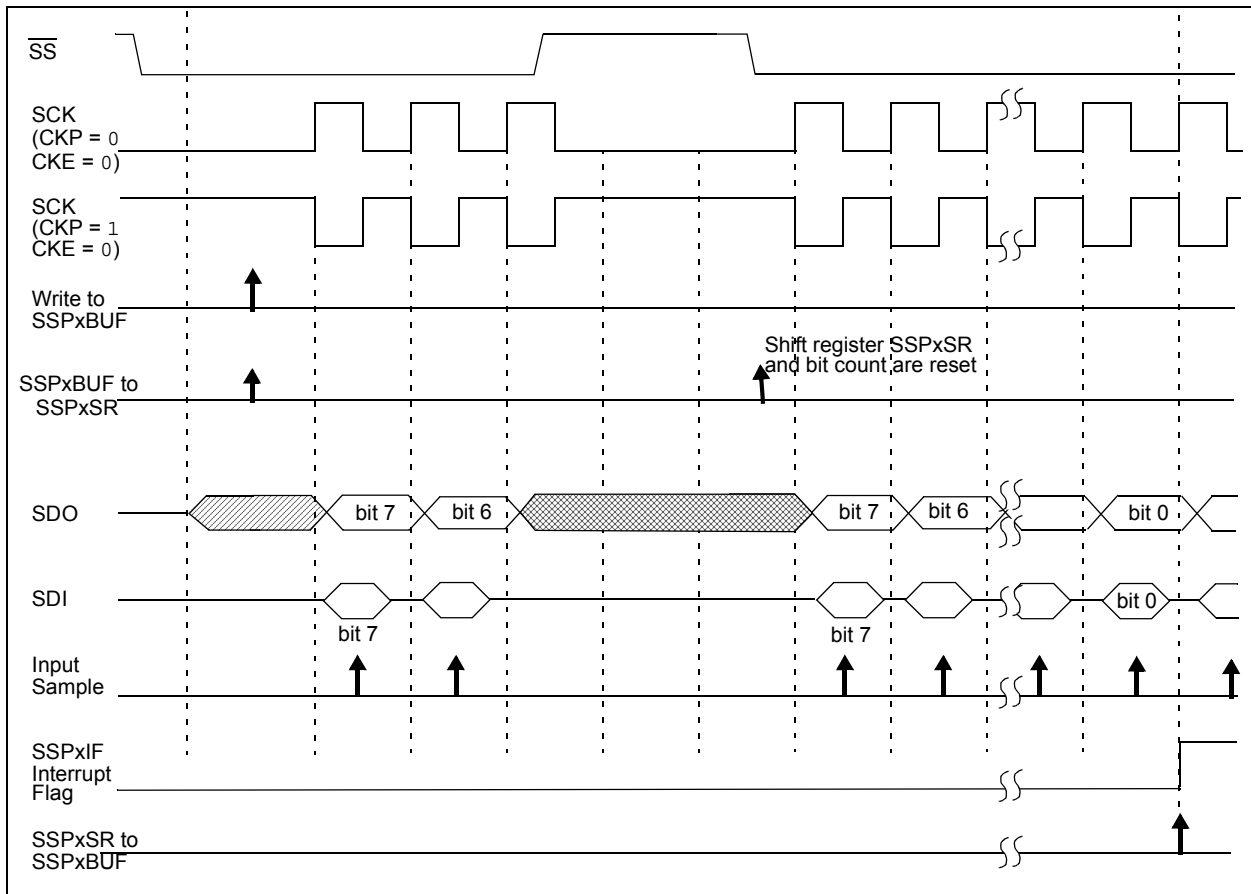 SS
SCK
(CKP = 0
CKE = 0)
SCK
(CKP = 1
CKE = 0)
Write to
SSPxBUF
Shift register SSPxSR
and bit count are reset
SSPxBUF to
SSPxSR
SDO
bit 7
bit 6
bit 7
bit 6
bit 0
SDI
bit 0
bit 7
bit 7
Input
Sample
SSPxIF
Interrupt
Flag
SSPxSR to
SSPxBUF